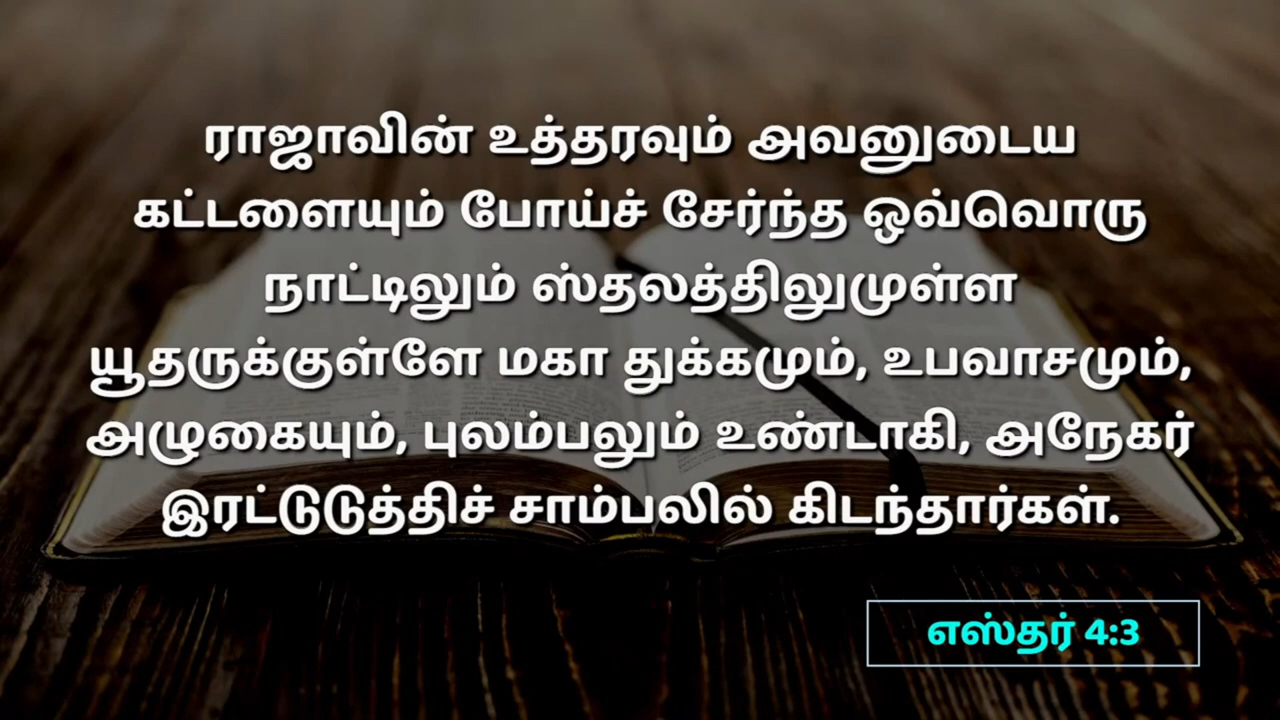 ராஜாவின் உத்தரவும் அவனுடைய
கட்டளையும் போய்ச் சேர்ந்த ஒவ்வொரு
நாட்டிலும் ஸ்தலத்திலுமுள்ள
யூதருக்குள்ளே மகா துக்கமும், உபவாசமும்,
அழுகையும், புலம்பலும் உண்டாகி, அநேகர்
இரட்டுடுத்திச் சாம்பலில் கிடந்தார்கள்.
எஸ்தர் 4:3